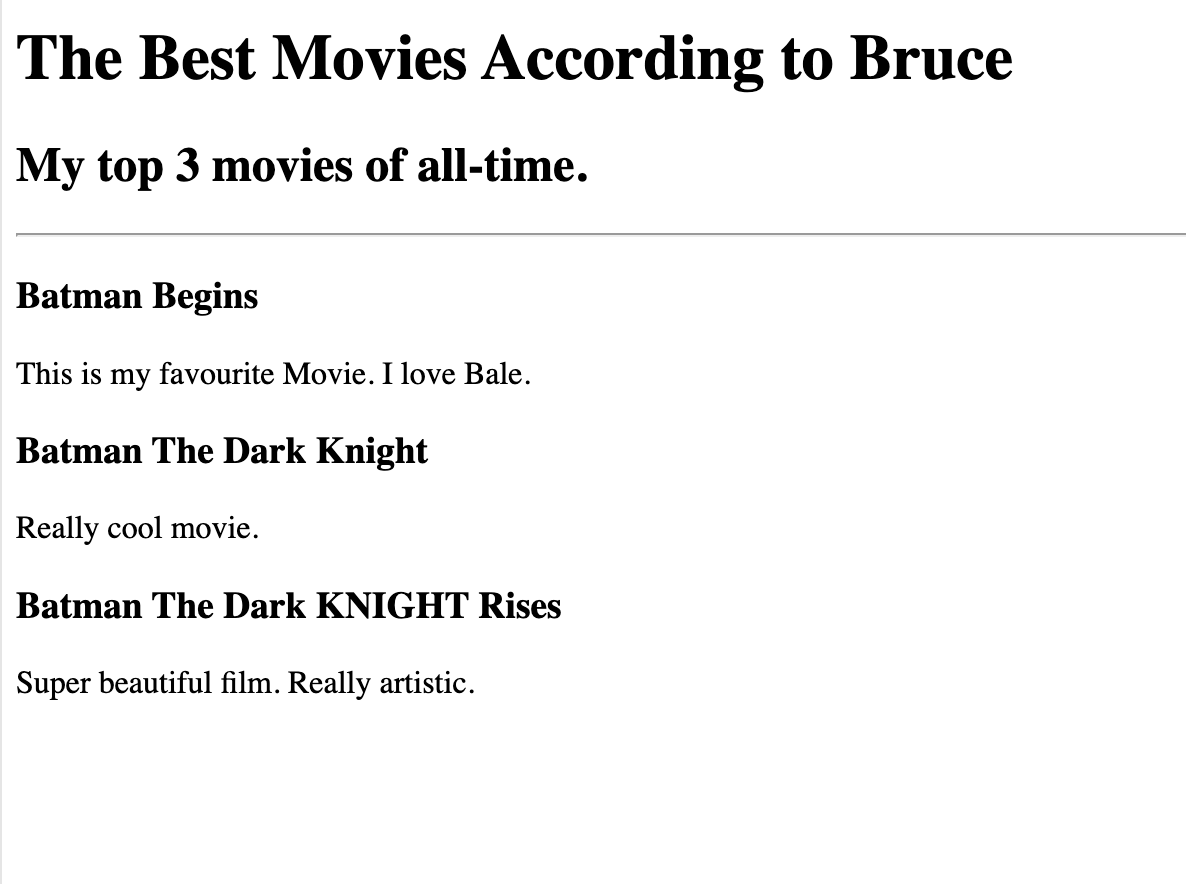 The Best Movies According to Bruce
My top 3 movies of all-time.
Batman Begins
This is my favourite Movie. I love Bale.
Batman The Dark Knight
Really cool movie.
Batman The Dark KNIGHT Rises
Super beautiful film. Really artistic.